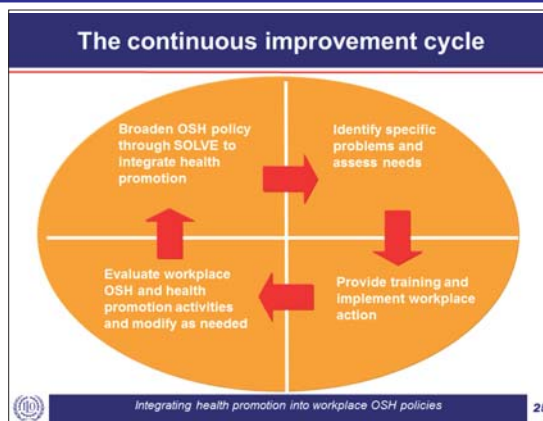 The continuous improvement cycle
Broaden OSH policy
through SOLVE to
integrate health
promotion
Identify specific
problems and
assess needs
Provide training and
implement workplace
action
Evaluate workplace
OSH and health
promotion activities
and modify as needed
Integrating health promotion into workplace OSH policies